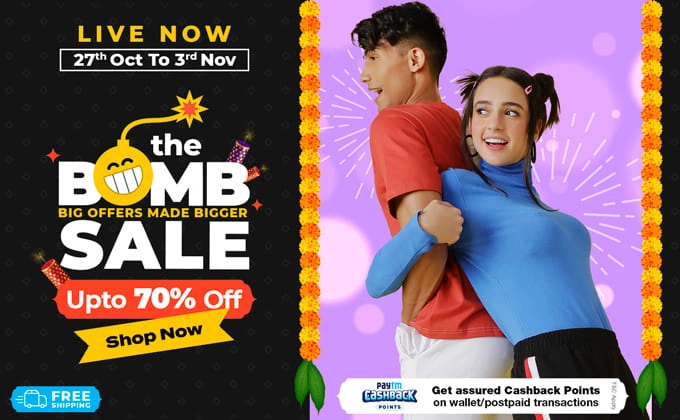 LIVE NOW
27th Oct To 3rd Nov
the
BOMB
BIG OFFERS MADE BIGGER
SALE
Upto 70% Off
Shop Now
FREE
SHIPPING
paytm
CASHBACK
POINTS
Get assured Cashback Points
on wallet/postpaid transactions
T&C Apply